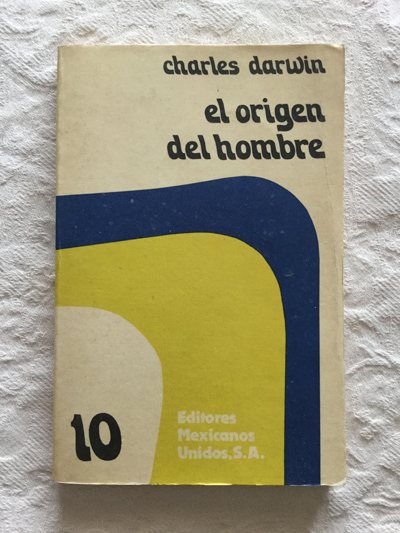 charles darwin
el origen
del hombre
10
Editores
Mexicanos
Unidos, S.A.